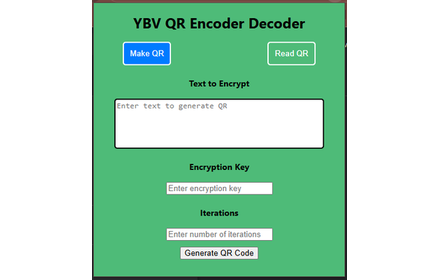 YBV QR Encoder Decoder
Make QR
Read QR
Text to Encrypt
Enter text to generate QR
Encryption Key
Enter encryption key
Iterations
Enter number of iterations
Generate QR Code